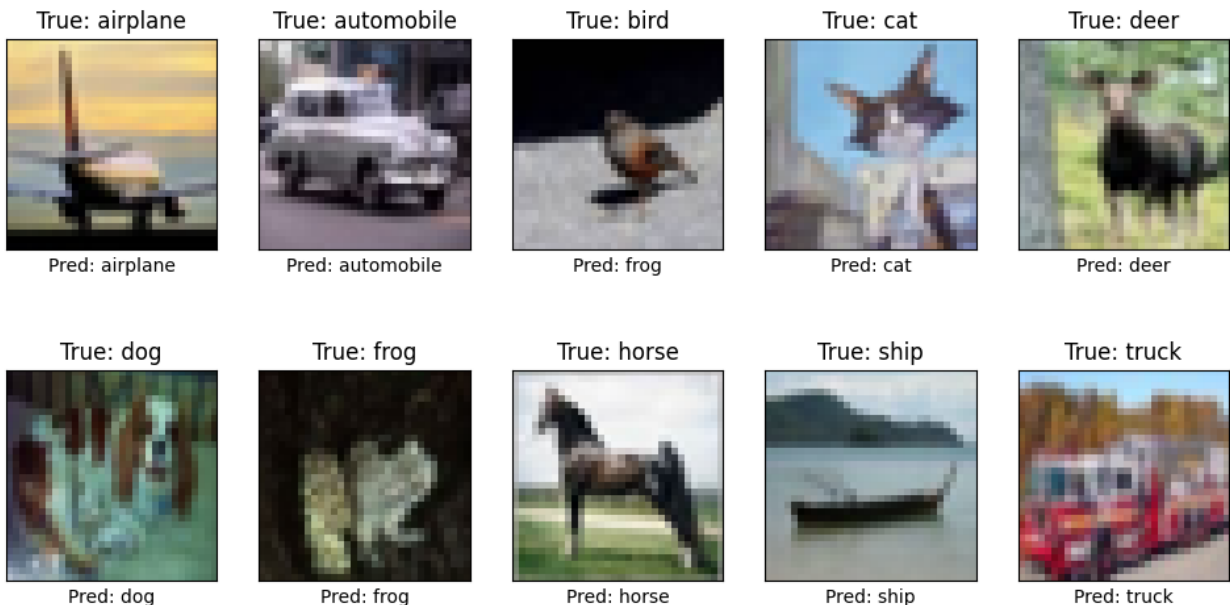 True: airplane
True: automobile
True: bird
True: cat
True: deer
Pred: airplane
Pred: automobile
Pred: frog
Pred: cat
Pred: deer
True: dog
True: frog
True: horse
True: ship
True: truck
Pred: dog
Pred: frog
Pred: horse
Pred: ship
Pred: truck